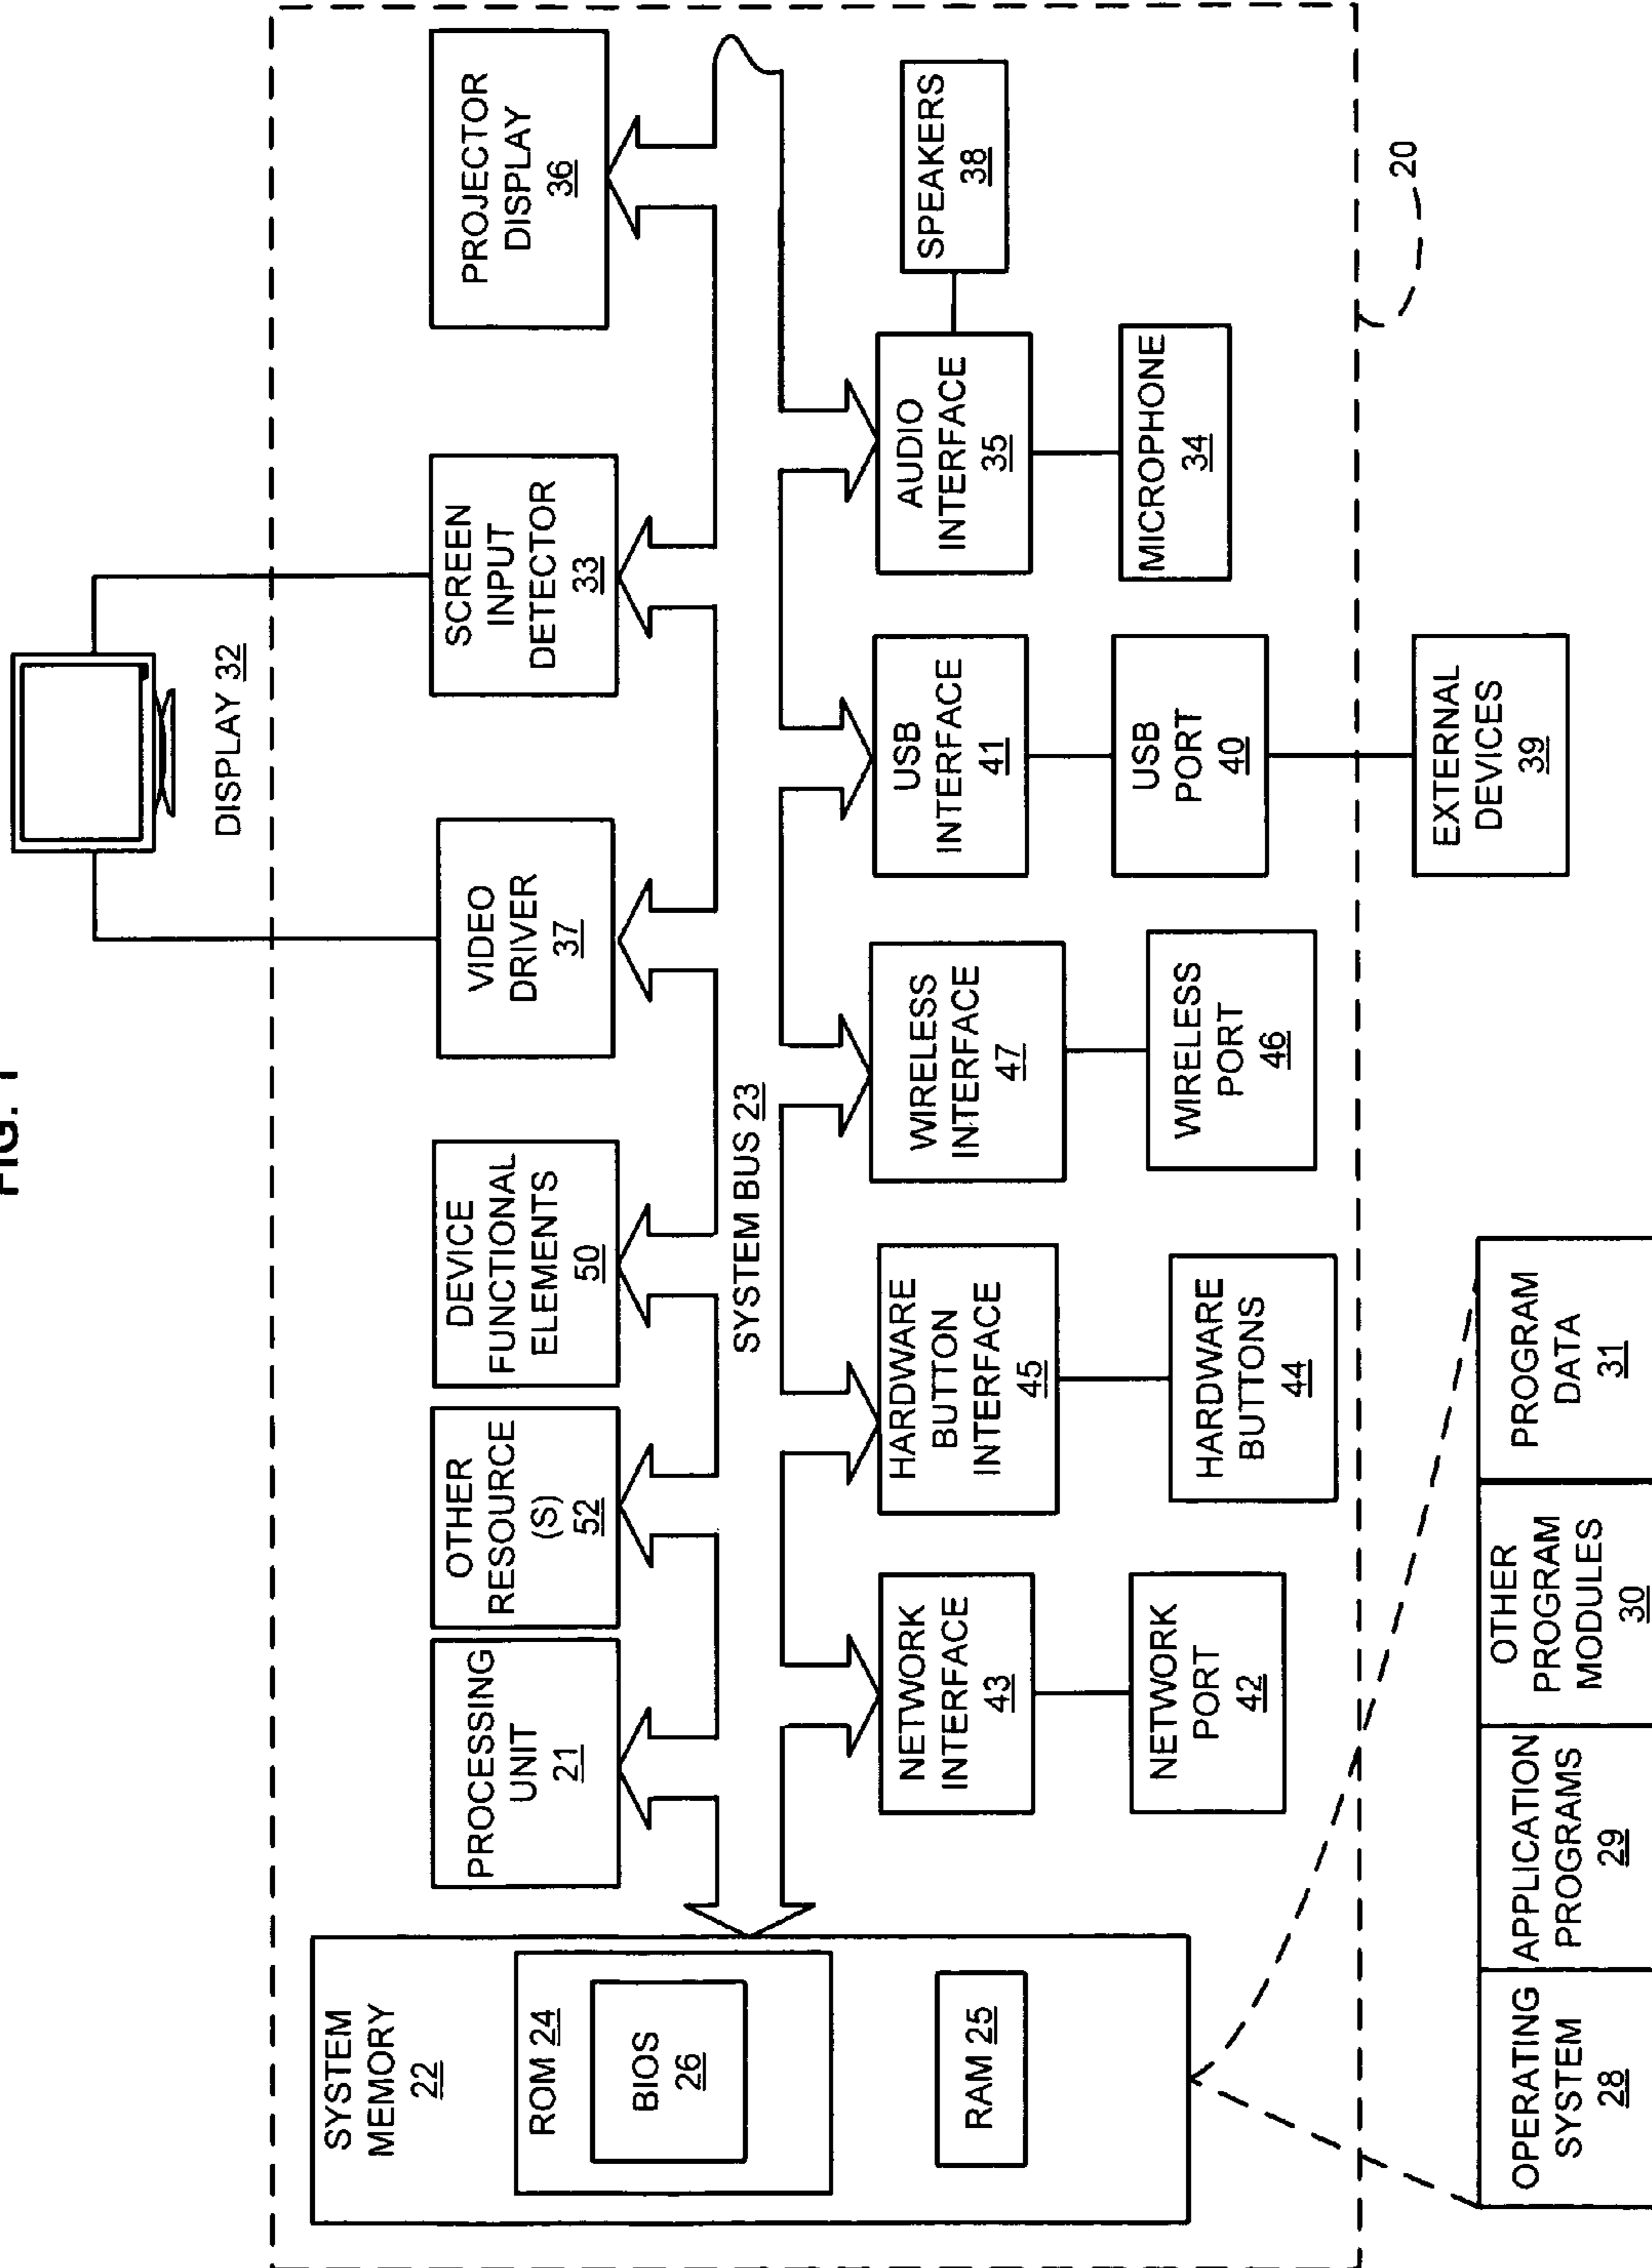 FIG. 1
DISPLAY 32
SYSTEM
MEMORY
22
ROM 24
BIOS
26
RAM 25
PROCESSING
UNIT
21
OTHER
RESOURCE
(S)
52
DEVICE
FUNCTIONAL
ELEMENTS
50
VIDEO
DRIVER
37
SCREEN
INPUT
DETECTOR
33
PROJECTOR
DISPLAY
36
SYSTEM BUS 23
NETWORK
INTERFACE
43
HARDWARE
BUTTON
INTERFACE
45
WIRELESS
INTERFACE
47
USB
INTERFACE
41
AUDIO
INTERFACE
35
SPEAKERS
38
NETWORK
PORT
42
HARDWARE
BUTTONS
44
WIRELESS
PORT
46
USB
PORT
40
MICROPHONE
34
20
EXTERNAL
DEVICES
39
OPERATING
SYSTEM
28
APPLICATION
PROGRAMS
29
OTHER
PROGRAM
MODULES
30
PROGRAM
DATA
31